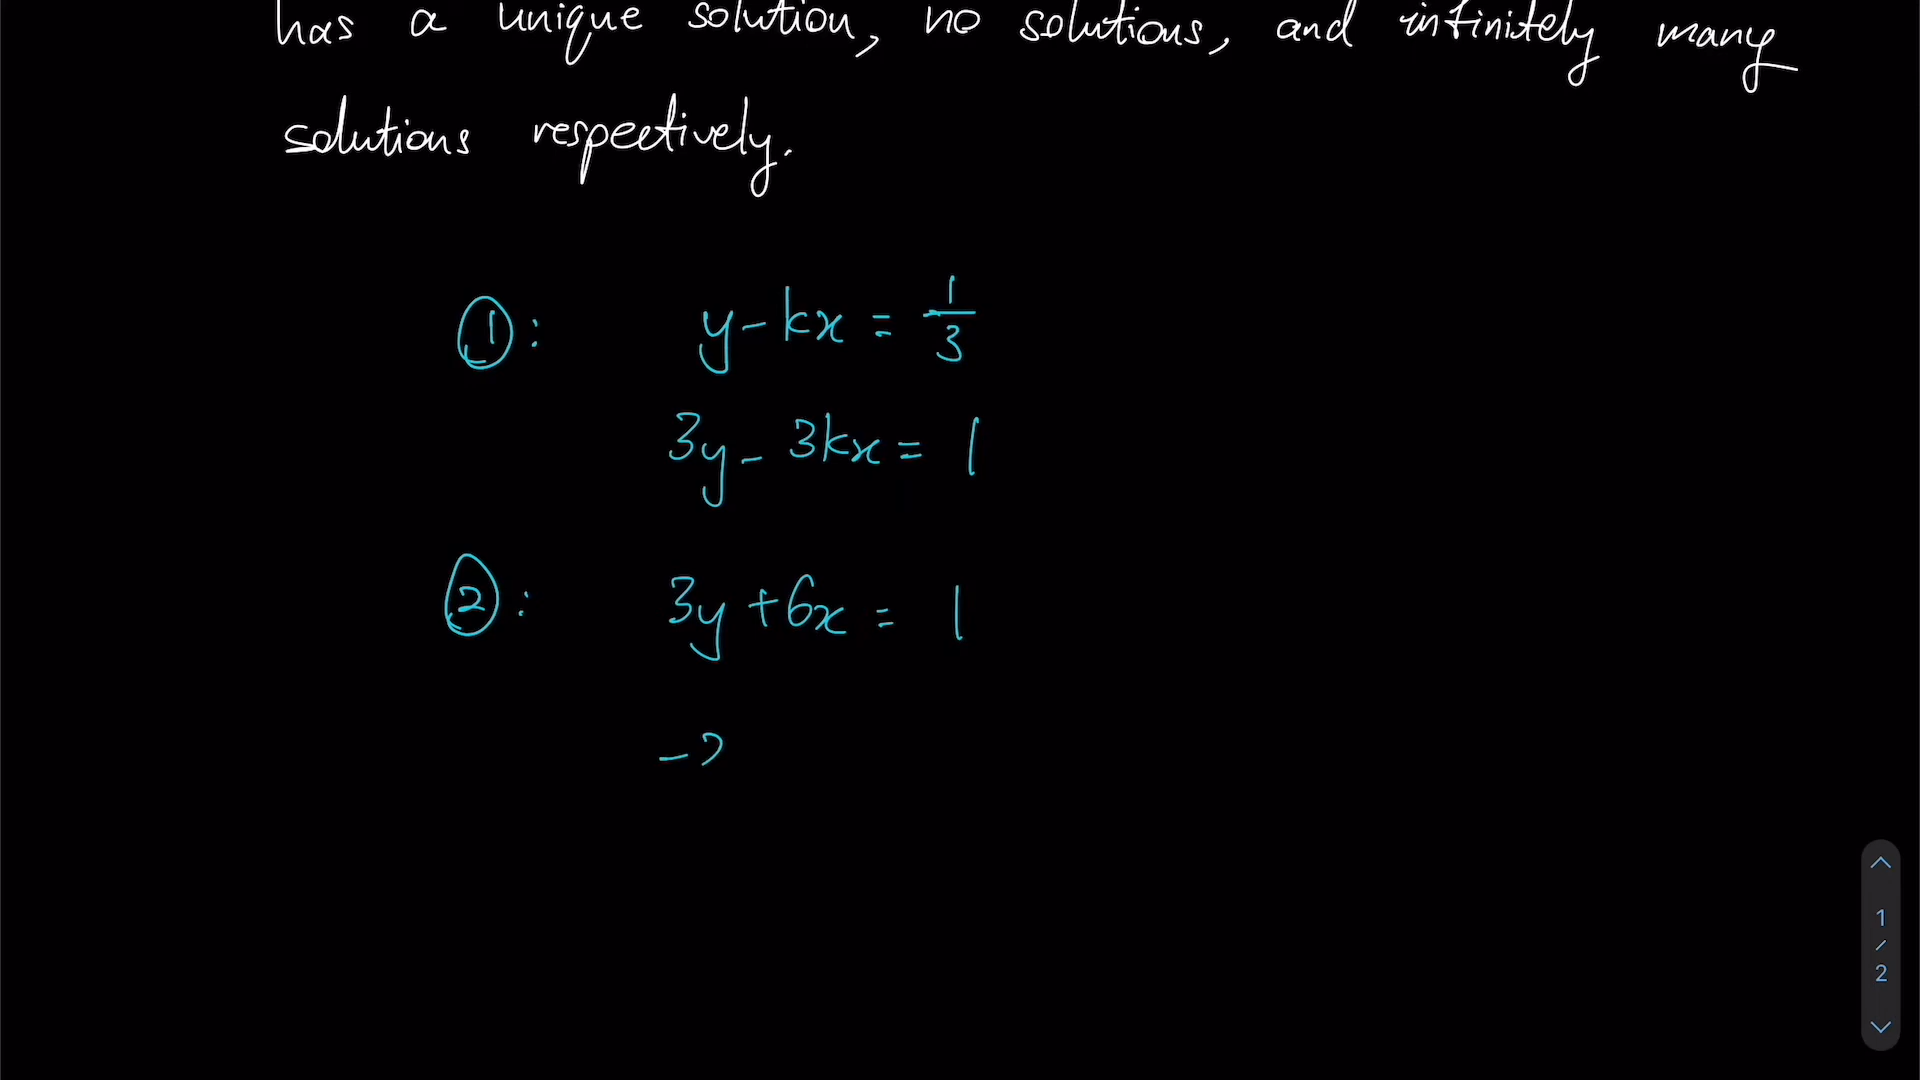 has a unique solution, no solutions, and infinitely many
solutions respectively.
①: y - kx = 1/3
3y - 3kx = 1
②: 3y + 6x = 1
-2
1
/
2